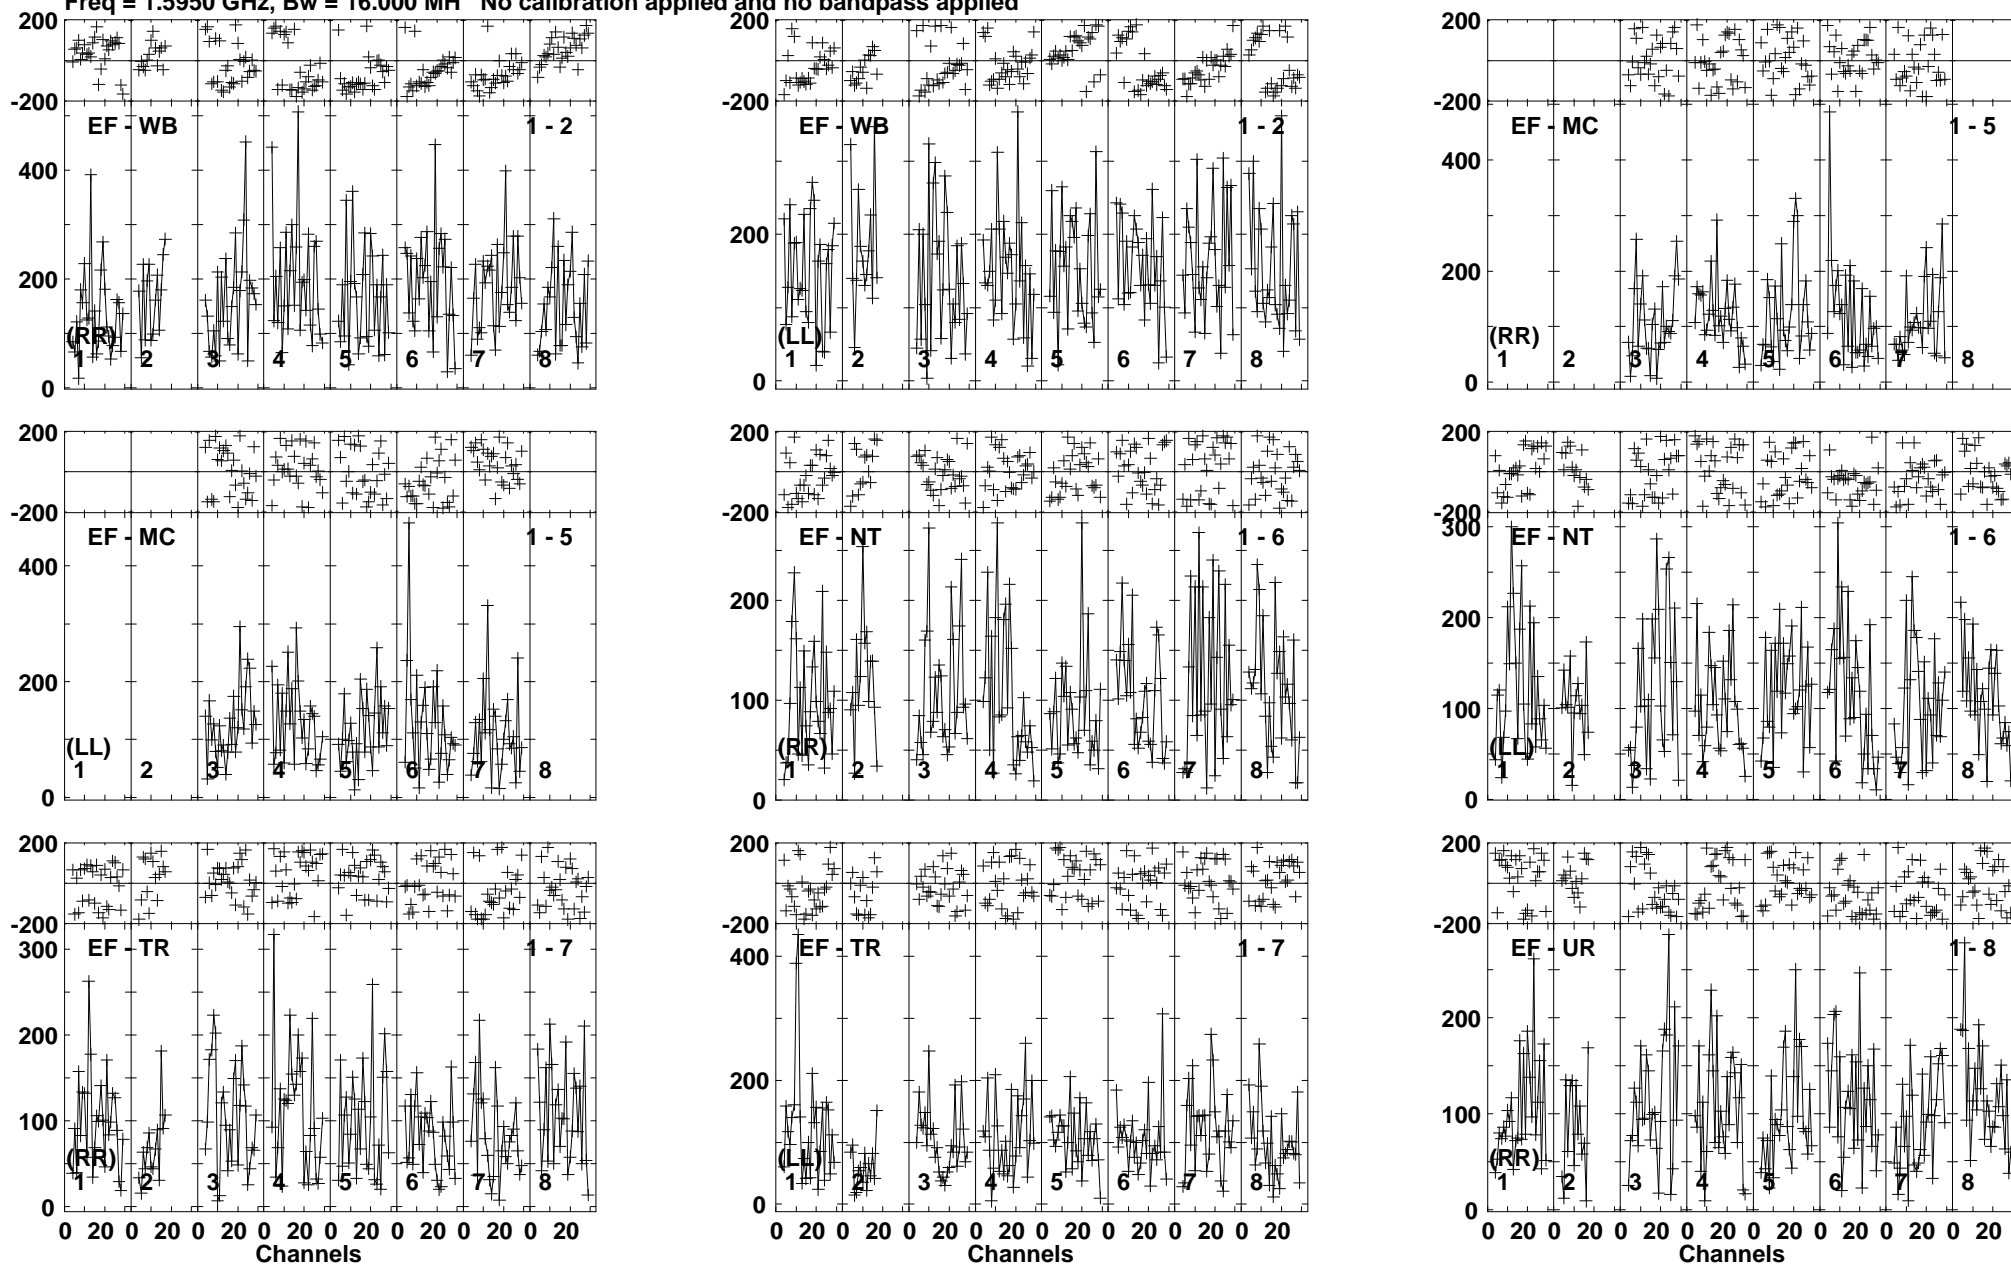 Freq = 1.5950 GHz, Bw = 16.000 MH No calibration applied and no bandpass applied
200 200 200
-200 -200 -200
EF - WB 1 - 2 EF - WB 1 - 2 EF - MC 1 - 5
400 400
200 200 200
(RR) (LL) (RR)
1 2 3 4 5 6 7 8 1 2 3 4 5 6 7 8 1 2 3 4 5 6 7 8
0 0 0
200 200 200
-200 -200 -200
EF - MC 1 - 5 EF - NT 1 - 6 EF - NT 1 - 6
300
400 200 200
200 100 100
(LL) (RR) (LL)
1 2 3 4 5 6 7 8 1 2 3 4 5 6 7 8 1 2 3 4 5 6 7 8
0 0 0
200 200 200
-200 -200 -200
EF - TR 1 - 7 EF - TR 1 - 7 EF - UR 1 - 8
300 400
200 200 200
100 100
(RR) (LL) (RR)
1 2 3 4 5 6 7 8 1 2 3 4 5 6 7 8 1 2 3 4 5 6 7 8
0 0 0
0 20 0 20 0 20 0 20 0 20 0 20 0 20 0 20 0 20 0 20 0 20 0 20 0 20 0 20 0 20 0 20 0 20 0 20 0 20 0 20 0 20 0 20 0 20 0 20
Channels Channels Channels